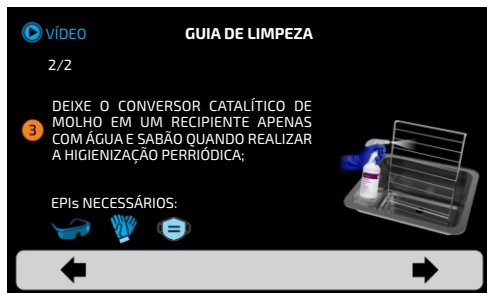 VÍDEO
GUIA DE LIMPEZA
2/2
3
DEIXE O CONVERSOR CATALÍTICO DE
MOLHO EM UM RECIPIENTE APENAS
COM ÁGUA E SABÃO QUANDO REALIZAR
A HIGIENIZAÇÃO PERRIÓDICA;
EPIs NECESSÁRIOS: